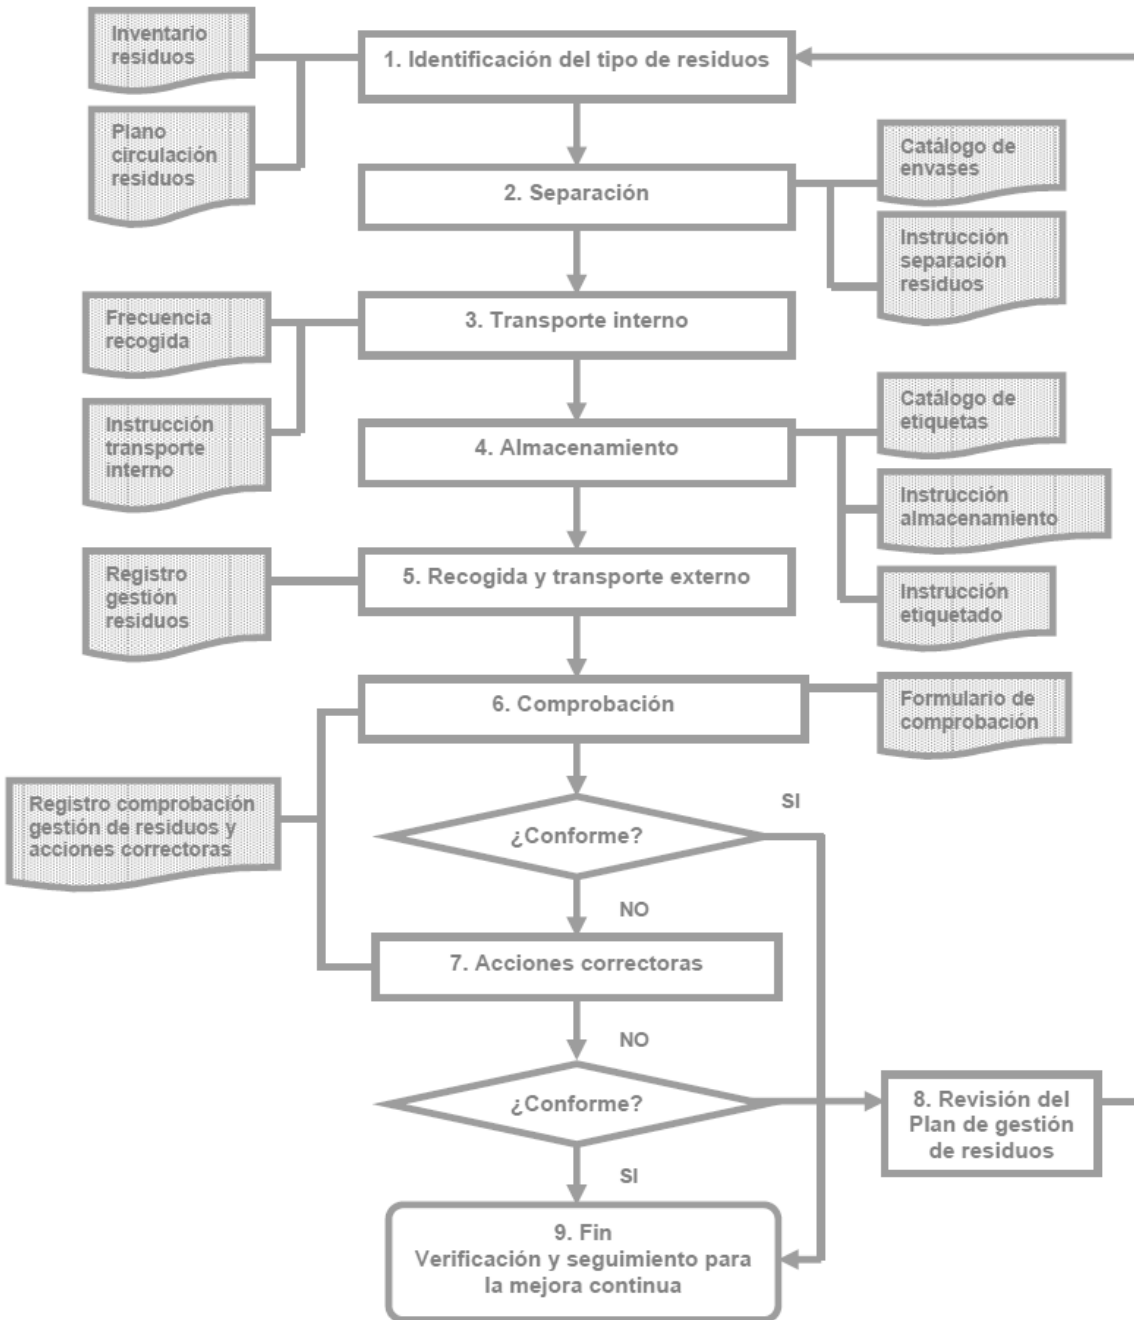 Inventario
residuos
1. Identificación del tipo de residuos
Plano
circulación
residuos
Catálogo de
envases
2. Separación
Instrucción
separación
residuos
Frecuencia
recogida
3. Transporte interno
Instrucción
transporte
interno
Catálogo de
etiquetas
4. Almacenamiento
Instrucción
almacenamiento
Registro
gestión
residuos
5. Recogida y transporte externo
Instrucción
etiquetado
6. Comprobación
Formulario de
comprobación
Registro comprobación
gestión de residuos y
acciones correctoras
SI
¿Conforme?
NO
7. Acciones correctoras
NO
¿Conforme?
8. Revisión del
Plan de gestión
de residuos
SI
9. Fin
Verificación y seguimiento para
la mejora continua